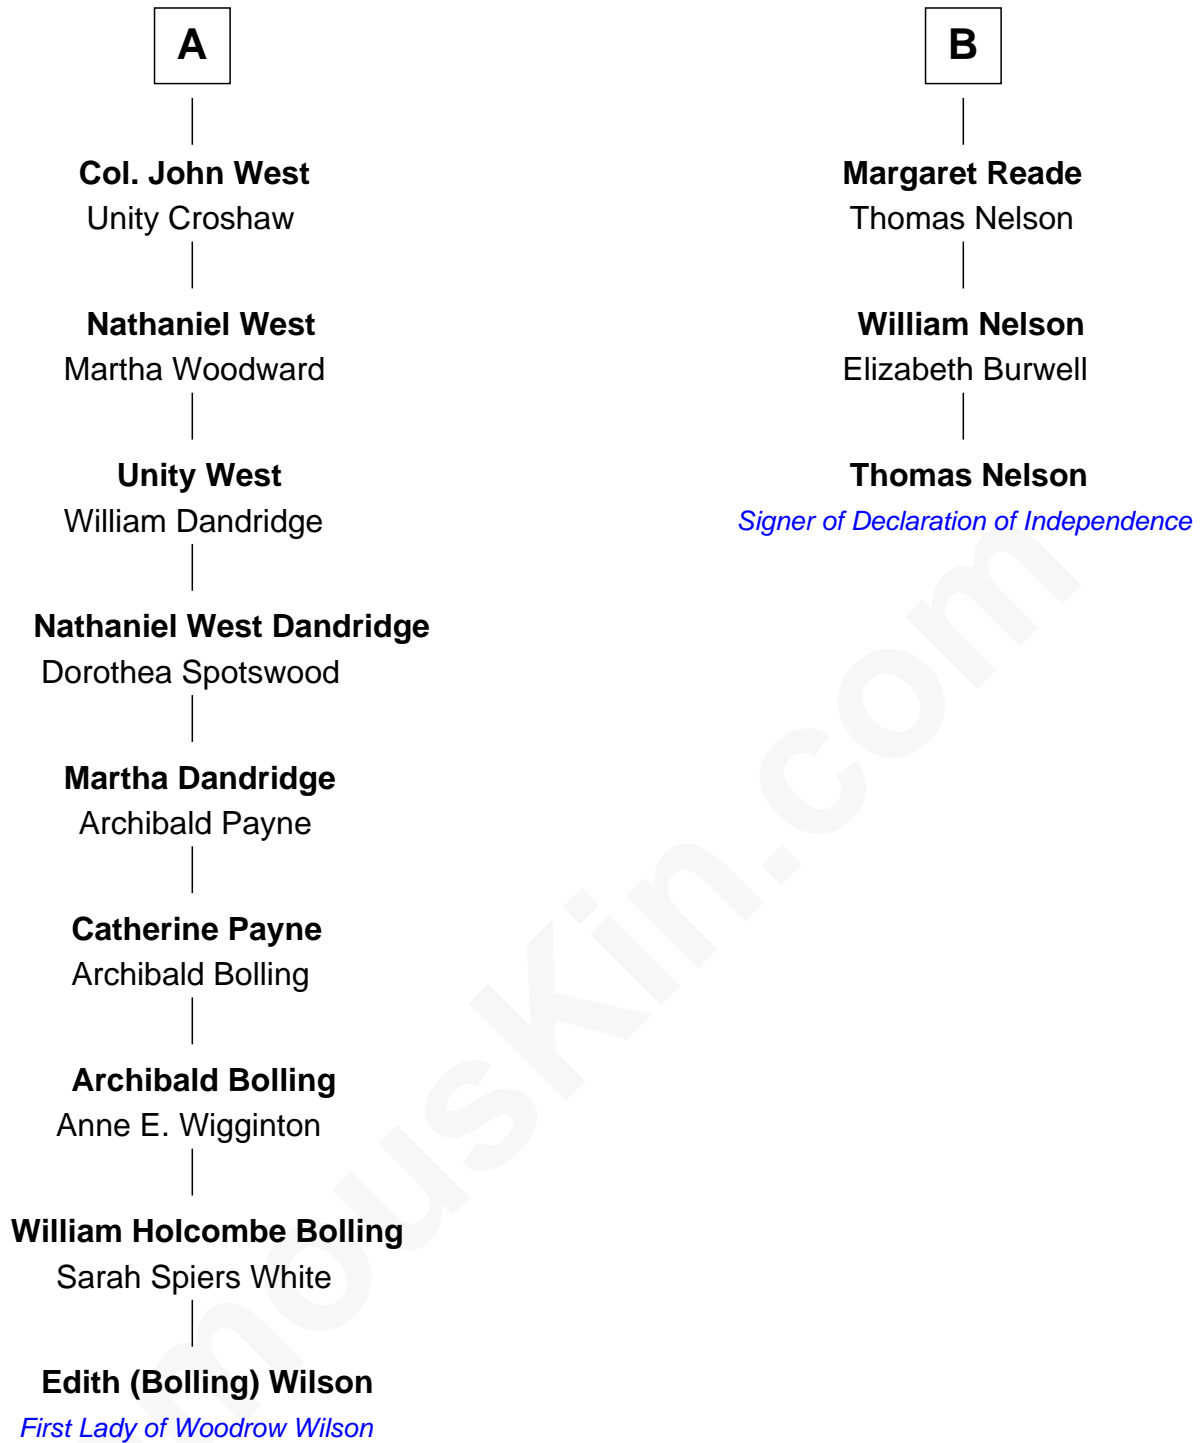 A
Col. John West
Unity Croshaw
Nathaniel West
Martha Woodward
Unity West
William Dandridge
Nathaniel West Dandridge
Dorothea Spotswood
Martha Dandridge
Archibald Payne
Catherine Payne
Archibald Bolling
Archibald Bolling
Anne E. Wigginton
William Holcombe Bolling
Sarah Spiers White
Edith (Bolling) Wilson
First Lady of Woodrow Wilson
B
Margaret Reade
Thomas Nelson
William Nelson
Elizabeth Burwell
Thomas Nelson
Signer of Declaration of Independence
mouskin.com